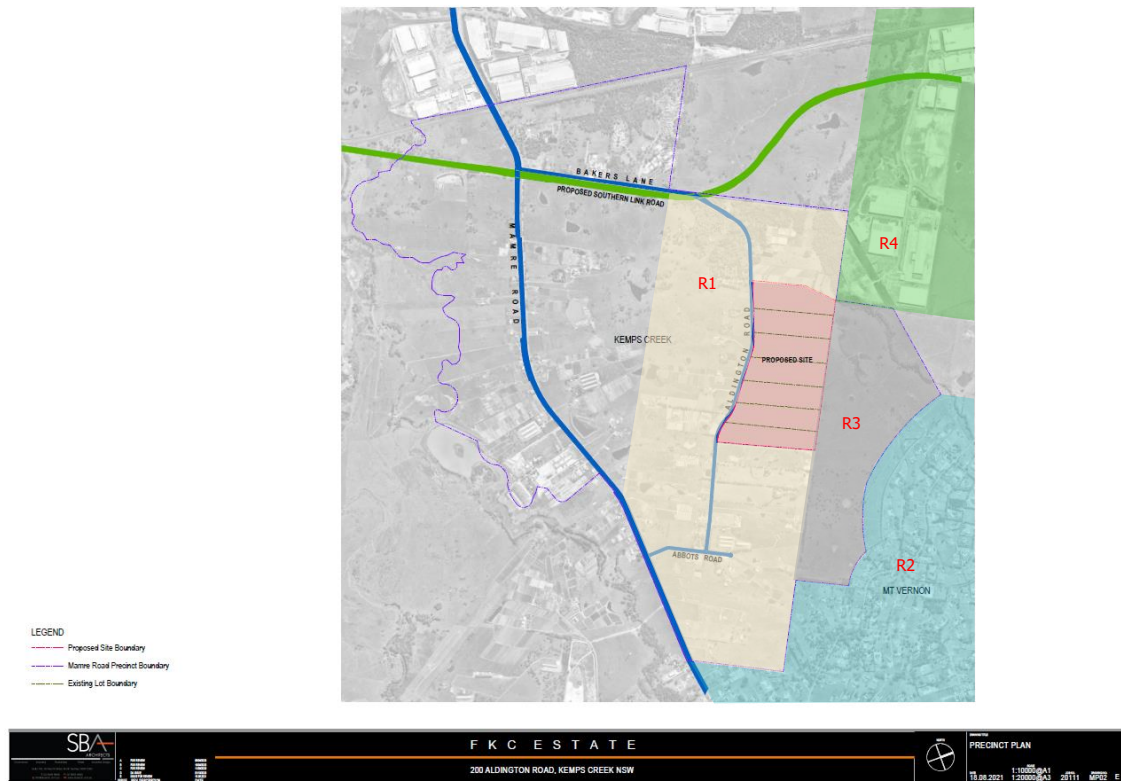 BAKERS LANE
PROPOSED SOUTHERN LINK ROAD
MAMRE ROAD
R4
R1
KEMPS CREEK
ALDINGTON ROAD
PROPOSED SITE
R3
ABBOTS ROAD
R2
MT VERNON
LEGEND
Proposed Site Boundary
Mamre Road Precinct Boundary
Existing Lot Boundary
SBA
ARCHITECTS
FKC ESTATE
200 ALDINGTON ROAD, KEMPS CREEK NSW
NORTH
PRECINCT PLAN
18.08.2021
1:10000@A1
1:20000@A3
20111
MP02
E